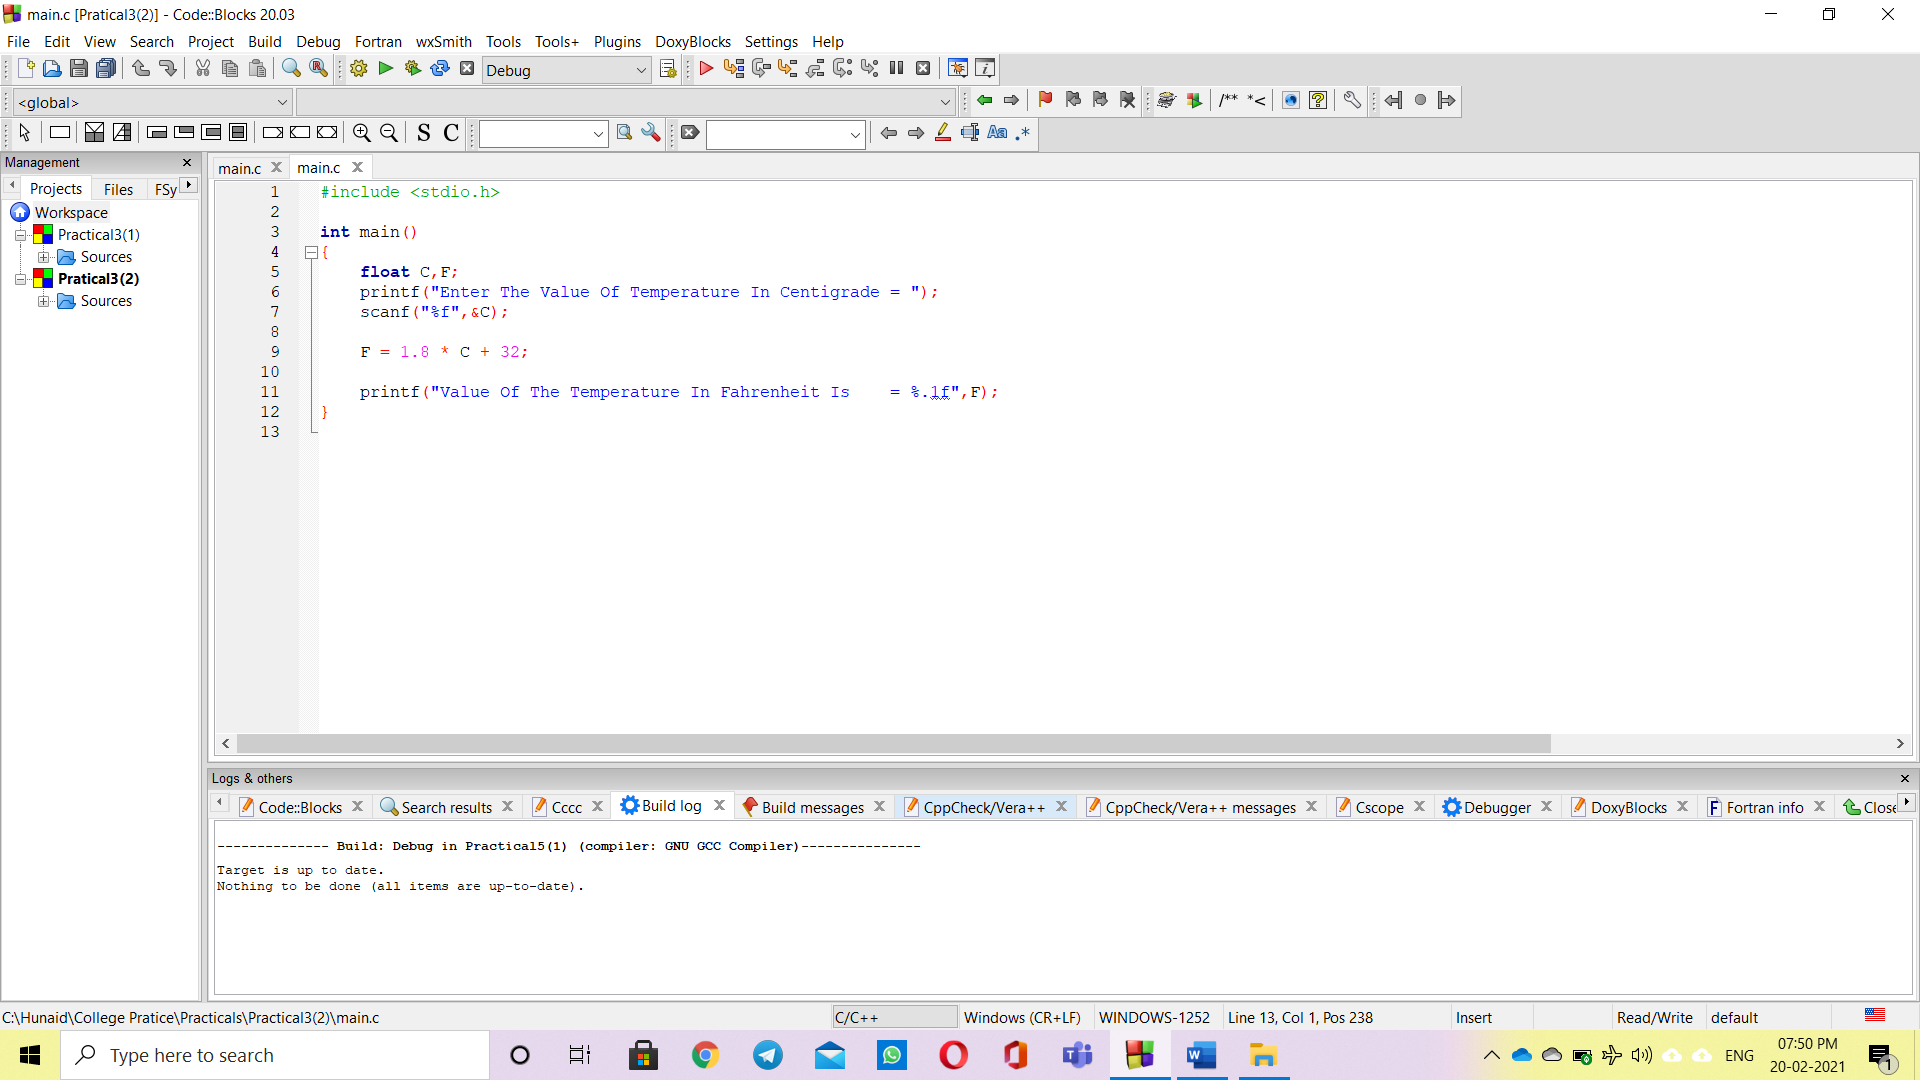 main.c [Pratical3(2)] - Code::Blocks 20.03
File Edit View Search Project Build Debug Fortran wxSmith Tools Tools+ Plugins DoxyBlocks Settings Help
Debug
<global>
/** *<
S C
Aa .*
Management
Projects Files FSy
Workspace
Practical3(1)
Sources
Pratical3(2)
Sources
main.c main.c
1 #include <stdio.h>
2
3 int main()
4 {
5 float C,F;
6 printf("Enter The Value Of Temperature In Centigrade = ");
7 scanf("%f",&C);
8
9 F = 1.8 * C + 32;
10
11 printf("Value Of The Temperature In Fahrenheit Is    = %.1f",F);
12 }
13
Logs & others
Code::Blocks Search results Cccc Build log Build messages CppCheck/Vera++ CppCheck/Vera++ messages Cscope Debugger DoxyBlocks Fortran info Close
-------------- Build: Debug in Practical5(1) (compiler: GNU GCC Compiler)---------------
Target is up to date.
Nothing to be done (all items are up-to-date).
C:\Hunaid\College Pratice\Practicals\Practical3(2)\main.c C/C++ Windows (CR+LF) WINDOWS-1252 Line 13, Col 1, Pos 238 Insert Read/Write default
Type here to search
ENG
07:50 PM
20-02-2021
1